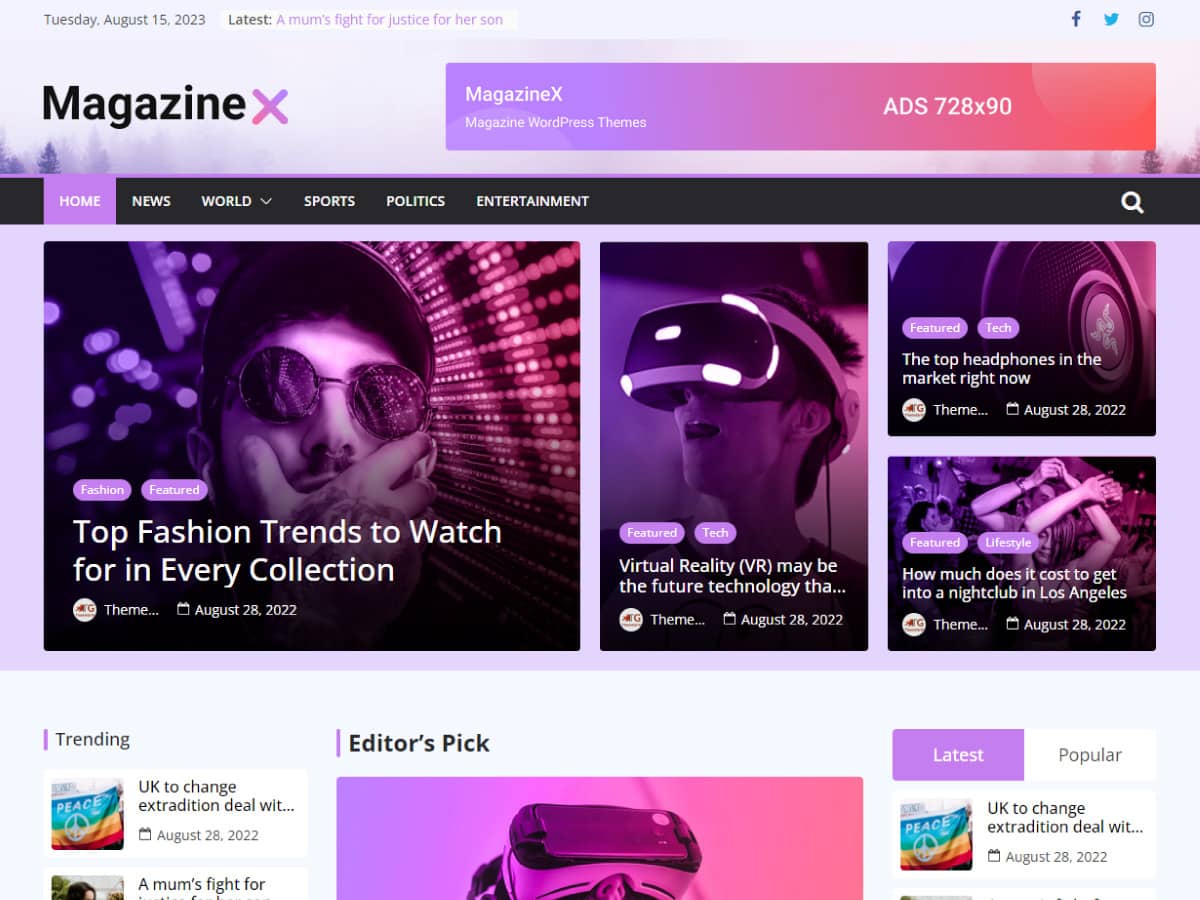 Tuesday, August 15, 2023
Latest: A mum's fight for justice for her son
MagazineX
MagazineX
Magazine WordPress Themes
ADS 728x90
HOME
NEWS
WORLD
SPORTS
POLITICS
ENTERTAINMENT
Fashion
Featured
Top Fashion Trends to Watch
for in Every Collection
Theme...
August 28, 2022
Featured
Tech
Virtual Reality (VR) may be
the future technology tha...
Theme...
August 28, 2022
Featured
Tech
The top headphones in the
market right now
Theme...
August 28, 2022
Featured
Lifestyle
How much does it cost to get
into a nightclub in Los Angeles
Theme...
August 28, 2022
Trending
PEACE
UK to change
extradition deal wit...
August 28, 2022
A mum's fight for
Editor's Pick
Latest
Popular
PEACE
UK to change
extradition deal wit...
August 28, 2022